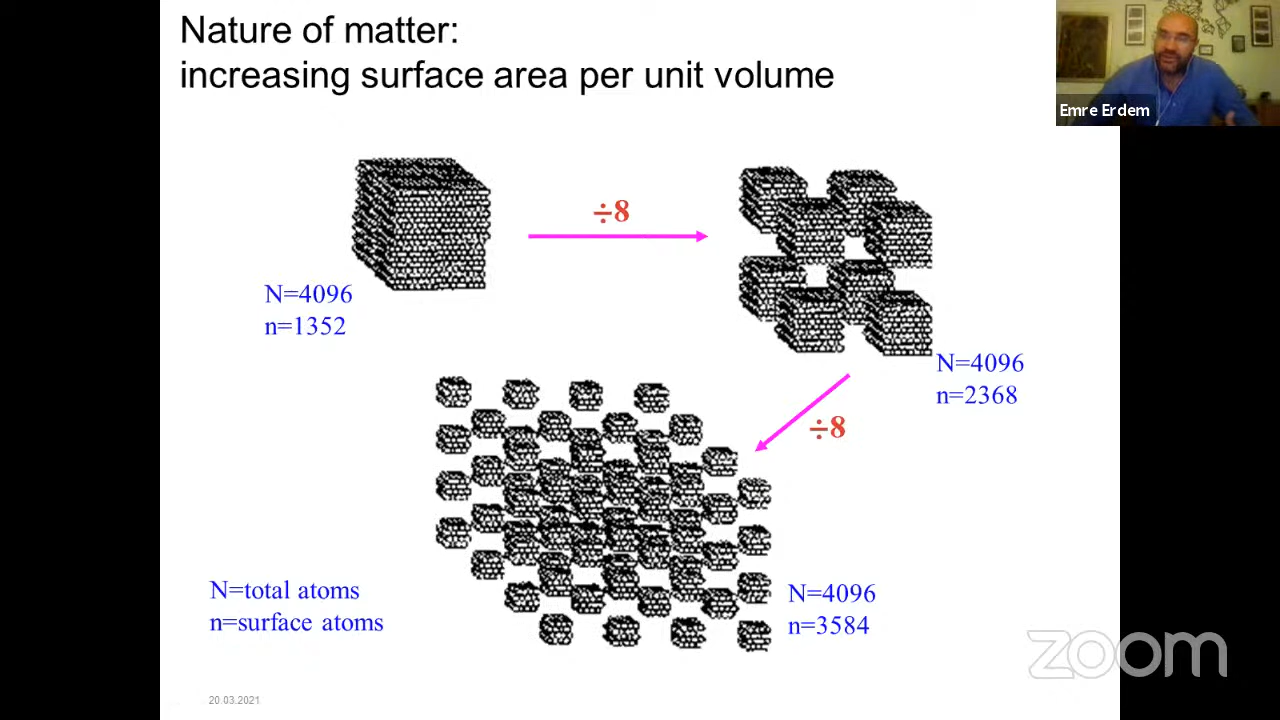 Nature of matter:
increasing surface area per unit volume
Emre Erdem
÷8
N=4096
n=1352
N=4096
n=2368
÷8
N=total atoms
n=surface atoms
N=4096
n=3584
zoom
20.03.2021